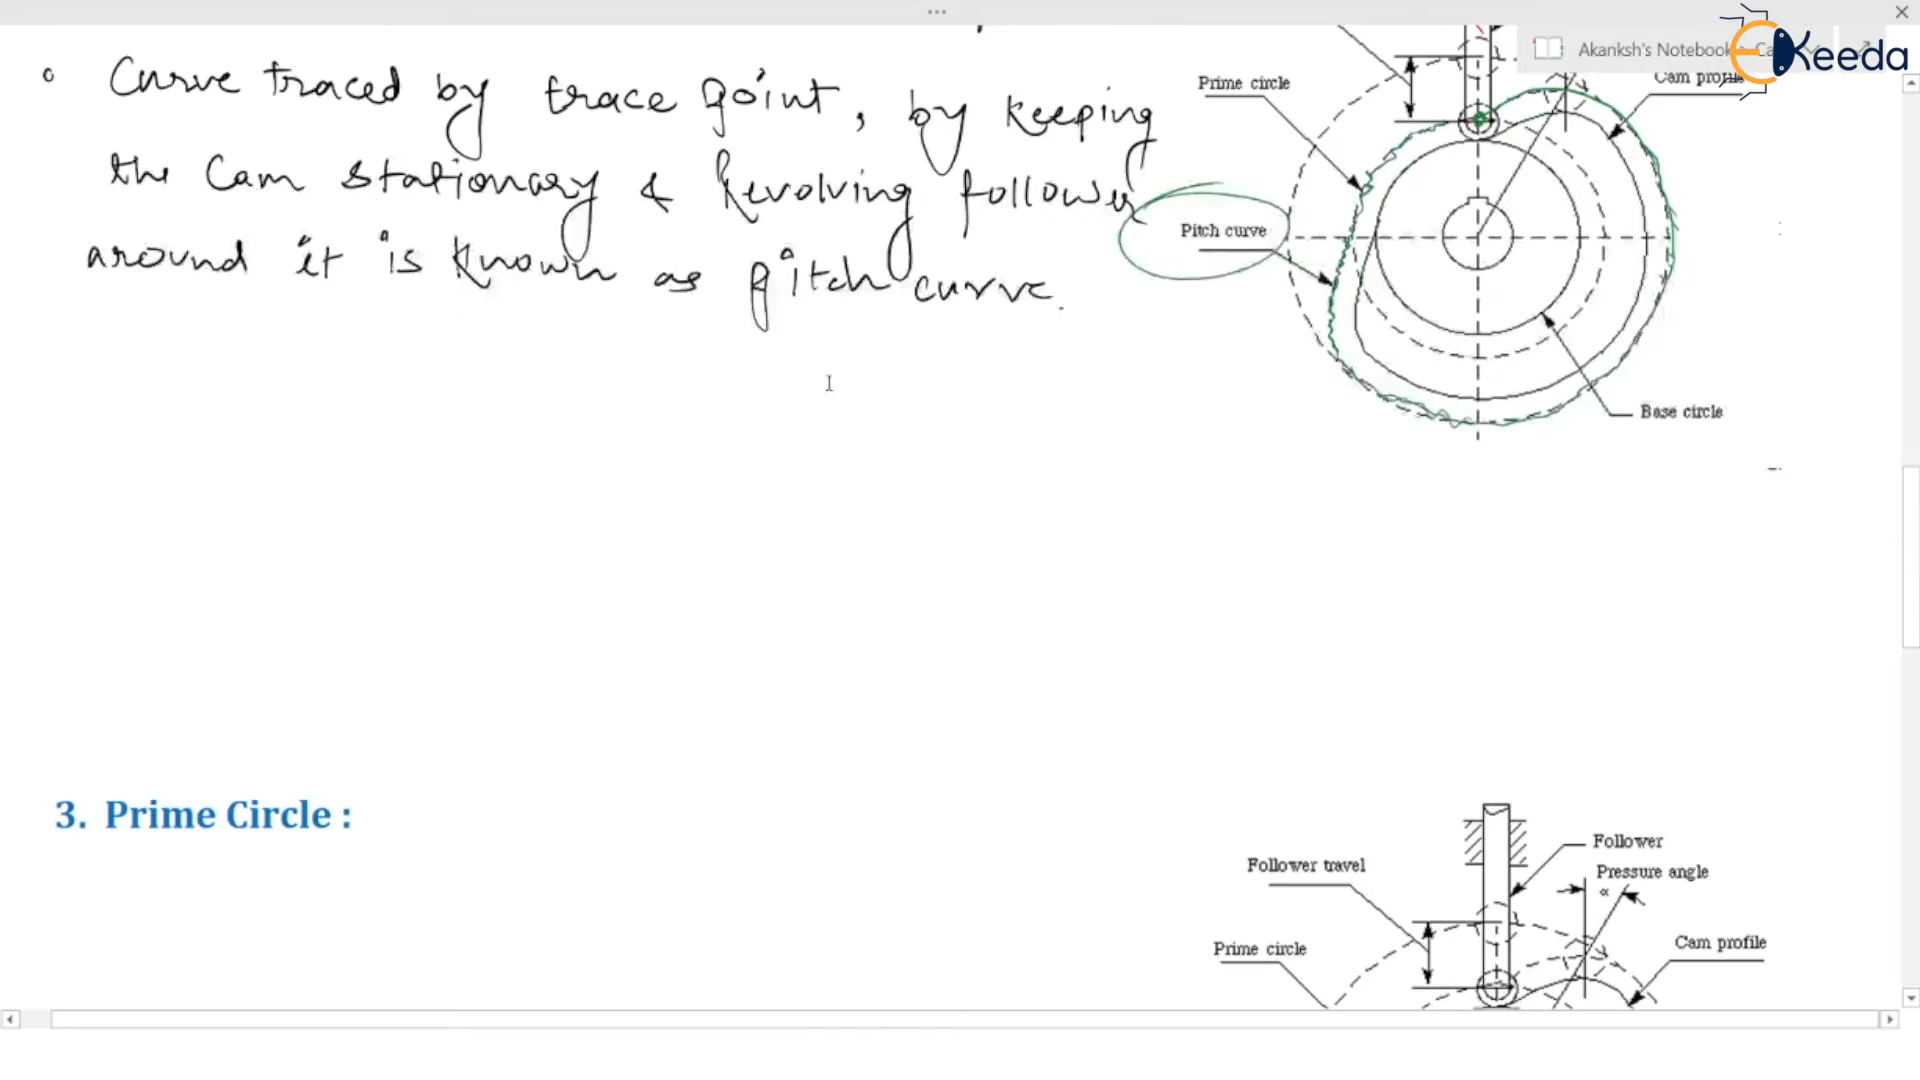 Akanksh's Notebook
Keeda
Curve traced by trace point, by keeping
the Cam stationary & Revolving follower
around it is known as pitch curve.
Prime circle
Cam profile
Pitch curve
Base circle
3. Prime Circle :
Follower
Follower travel
Pressure angle
α
Prime circle
Cam profile